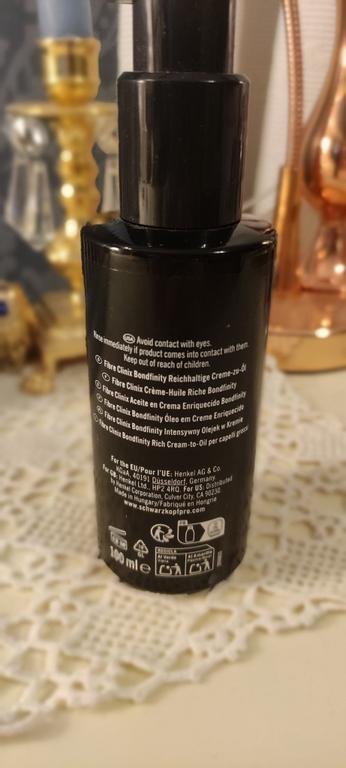 USA Avoid contact with eyes.
Rinse immediately if product comes into contact with them.
Keep out of reach of children.
Fibre Clinix Bondfinity Reichhaltige Creme-zu-Öl
Fibre Clinix Crème-Huile Riche Bondfinity
Fibre Clinix Aceite en Crema Enriquecido Bondfinity
Fibre Clinix Bondfinity Óleo em Creme Enriquecido
Fibre Clinix Bondfinity Intensywny Olejek w Kremie
Fibre Clinix Bondfinity Rich Cream-to-Oil per capelli grossi
For the EU/Pour l'UE: Henkel AG & Co.
KGaA, 40191 Düsseldorf, Germany.
For GB: Henkel Ltd., HP2 4RQ. For US: Distributed
by Henkel Corporation, Culver City, CA 90230.
Made in Hungary/Fabriqué en Hongrie
www.schwarzkopfpro.com
RECICLA
Al Amarillo
100 ml e